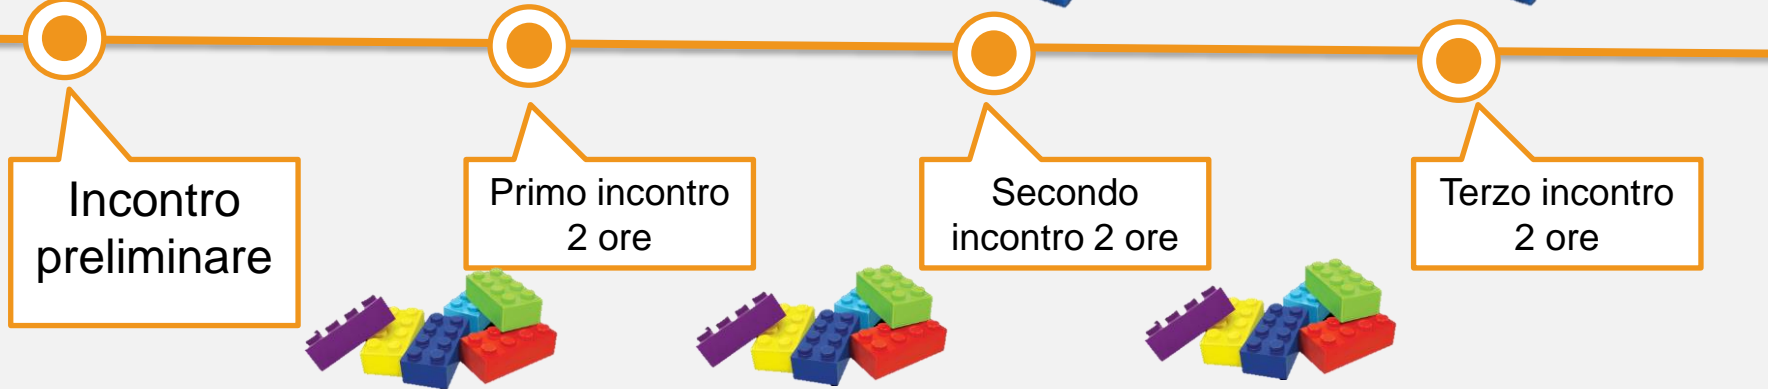 Incontro
preliminare
Primo incontro
2 ore
Secondo
incontro 2 ore
Terzo incontro
2 ore